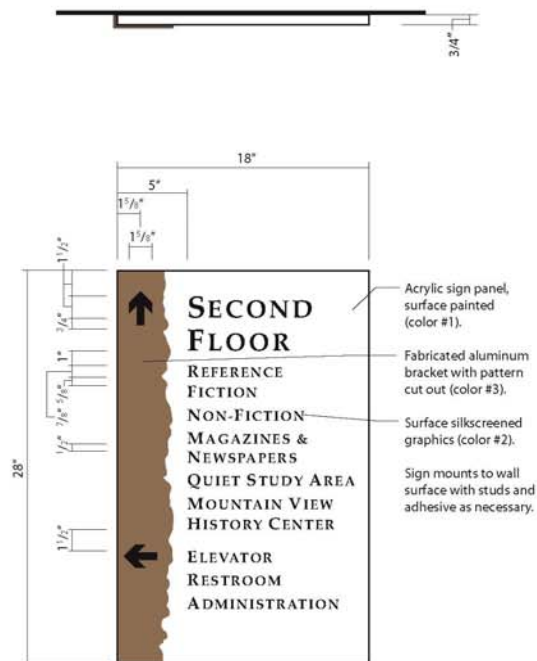 3/4"
18"
5"
1 5/8"
1 5/8"
1 1/2"
3/4"
1"
5/8"
7/8"
1/2"
28"
1 1/2"
SECOND
FLOOR
REFERENCE
FICTION
NON-FICTION
MAGAZINES &
NEWSPAPERS
QUIET STUDY AREA
MOUNTAIN VIEW
HISTORY CENTER
ELEVATOR
RESTROOM
ADMINISTRATION
Acrylic sign panel,
surface painted
(color #1).
Fabricated aluminum
bracket with pattern
cut out (color #3).
Surface silkscreened
graphics (color #2).
Sign mounts to wall
surface with studs and
adhesive as necessary.